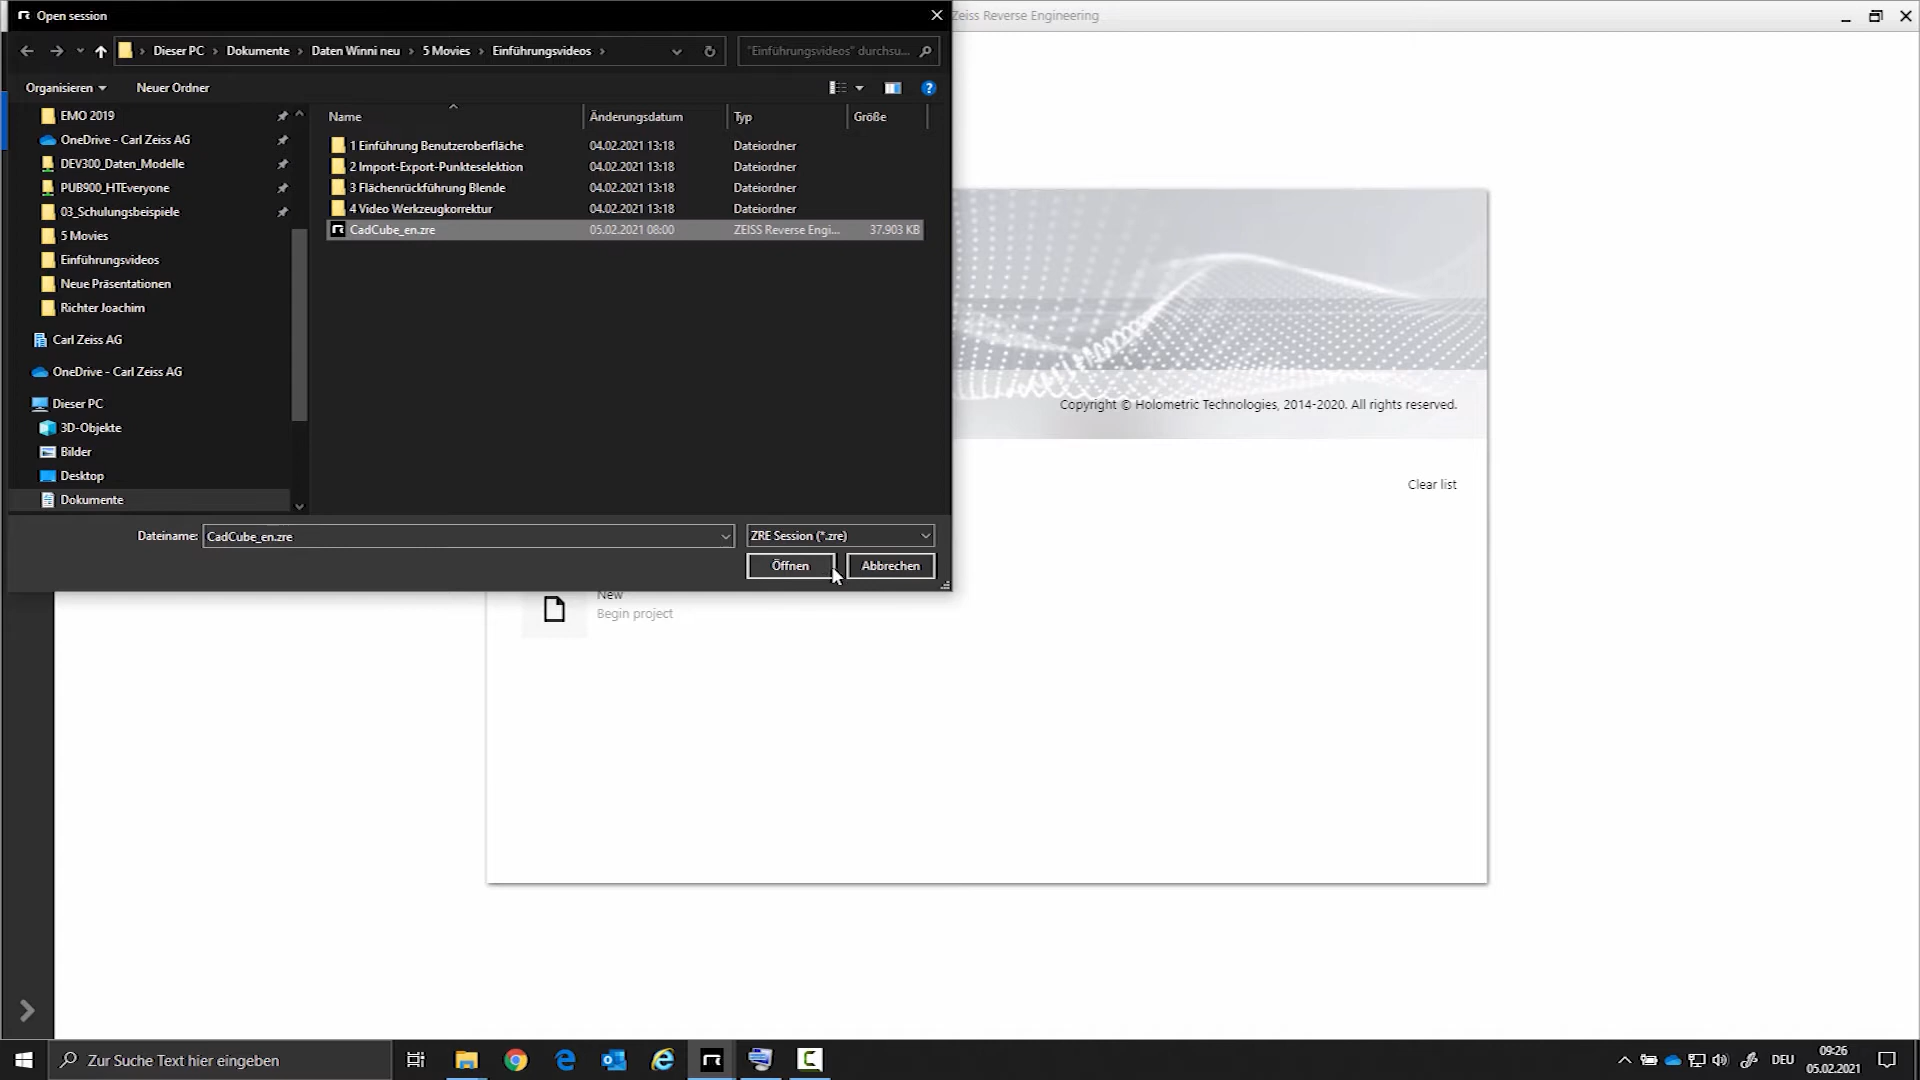 Open session
Zeiss Reverse Engineering
Dieser PC › Dokumente › Daten Winni neu › 5 Movies › Einführungsvideos ›
"Einführungsvideos" durchsu...
Organisieren
Neuer Ordner
Name
Änderungsdatum
Typ
Größe
EMO 2019
OneDrive - Carl Zeiss AG
DEV300_Daten_Modelle
PUB900_HTEveryone
03_Schulungsbeispiele
5 Movies
Einführungsvideos
Neue Präsentationen
Richter Joachim
Carl Zeiss AG
OneDrive - Carl Zeiss AG
Dieser PC
3D-Objekte
Bilder
Desktop
Dokumente
1 Einführung Benutzeroberfläche 04.02.2021 13:18 Dateiordner
2 Import-Export-Punkteselektion 04.02.2021 13:18 Dateiordner
3 Flächenrückführung Blende 04.02.2021 13:18 Dateiordner
4 Video Werkzeugkorrektur 04.02.2021 13:18 Dateiordner
CadCube_en.zre 05.02.2021 08:00 ZEISS Reverse Engi... 37.903 KB
Dateiname: CadCube_en.zre
ZRE Session (*.zre)
Öffnen
Abbrechen
Copyright © Holometric Technologies, 2014-2020. All rights reserved.
Clear list
New
Begin project
Zur Suche Text hier eingeben
DEU
09:26
05.02.2021